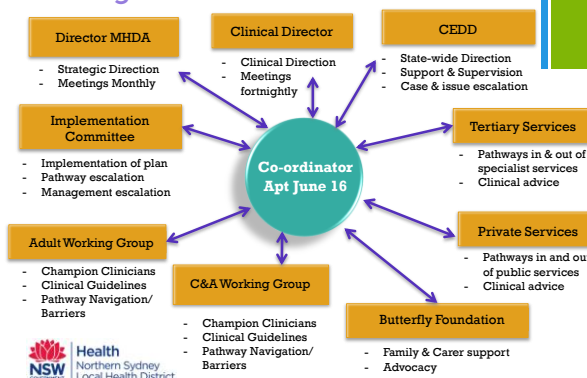 Director MHDA
- Strategic Direction
- Meetings Monthly
Clinical Director
- Clinical Direction
- Meetings
fortnightly
CEDD
- State-wide Direction
- Support & Supervision
- Case & issue escalation
Implementation
Committee
- Implementation of plan
- Pathway escalation
- Management escalation
Co-ordinator
Apt June 16
Tertiary Services
- Pathways in & out of
specialist services
- Clinical advice
Private Services
- Pathways in and out
of public services
- Clinical advice
Adult Working Group
- Champion Clinicians
- Clinical Guidelines
- Pathway Navigation/
Barriers
C&A Working Group
- Champion Clinicians
- Clinical Guidelines
- Pathway Navigation/
Barriers
Butterfly Foundation
- Family & Carer support
- Advocacy
NSW
Health
Northern Sydney
Local Health District